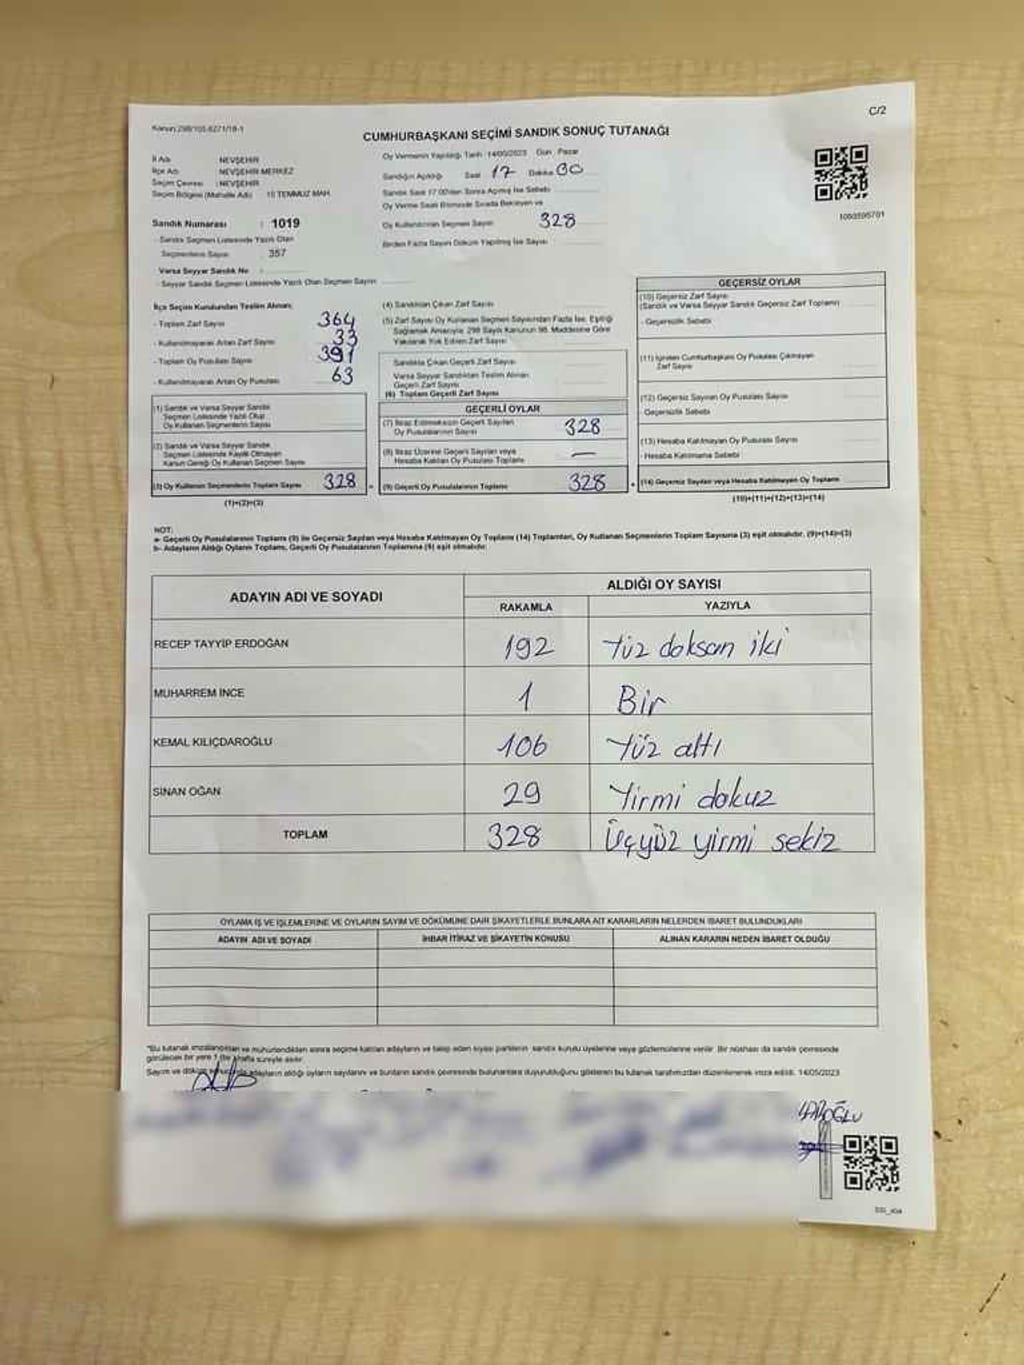 C/2
Kanun:298/105-6271/18-1
CUMHURBAŞKANI SEÇİMİ SANDIK SONUÇ TUTANAĞI
İl Adı : NEVŞEHİR
İlçe Adı : NEVŞEHİR MERKEZ
Seçim Çevresi : NEVŞEHİR
Seçim Bölgesi (Mahalle Adı) : 15 TEMMUZ MAH.
Sandık Numarası : 1019
- Sandık Seçmen Listesinde Yazılı Olan
Seçmenlerin Sayısı : 357
Varsa Seyyar Sandık No :
- Seyyar Sandık Seçmen Listesinde Yazılı Olan Seçmen Sayısı
Oy Vermenin Yapıldığı Tarih :14/05/2023 Gün : Pazar
Sandığın Açıldığı Saat 17 Dakika 00
Sandık Saat 17.00'den Sonra Açılmış İse Sebebi
Oy Verme Saati Bitiminde Sırada Bekleyen ve
Oy Kullandırılan Seçmen Sayısı 328
Birden Fazla Sayım Döküm Yapılmış İse Sayısı
1093595701
İlçe Seçim Kurulundan Teslim Alınan:
- Toplam Zarf Sayısı 364
- Kullanılmayarak Artan Zarf Sayısı 33
- Toplam Oy Pusulası Sayısı 391
- Kullanılmayarak Artan Oy Pusulası 63
(1) Sandık ve Varsa Seyyar Sandık
Seçmen Listesinde Yazılı Olup
Oy Kullanan Seçmenlerin Sayısı
(2) Sandık ve Varsa Seyyar Sandık
Seçmen Listesinde Kayıtlı Olmayan
Kanun Gereği Oy Kullanan Seçmen Sayısı
(3) Oy Kullanan Seçmenlerin Toplam Sayısı 328
(1)+(2)=(3)
(4) Sandıktan Çıkan Zarf Sayısı
(5) Zarf Sayısı Oy Kullanan Seçmen Sayısından Fazla İse, Eşitliği
Sağlamak Amacıyla, 298 Sayılı Kanunun 98. Maddesine Göre
Yakılarak Yok Edilen Zarf Sayısı
Sandıkta Çıkan Geçerli Zarf Sayısı
Varsa Seyyar Sandıktan Teslim Alınan
Geçerli Zarf Sayısı
(6) Toplam Geçerli Zarf Sayısı
GEÇERLİ OYLAR
(7) İtiraz Edilmeksizin Geçerli Sayılan
Oy Pusulalarının Sayısı 328
(8) İtiraz Üzerine Geçerli Sayılan veya
Hesaba Katılan Oy Pusulaları Toplamı —
(9) Geçerli Oy Pusulalarının Toplamı 328
GEÇERSİZ OYLAR
(10) Geçersiz Zarf Sayısı
(Sandık ve Varsa Seyyar Sandık Geçersiz Zarf Toplamı)
- Geçersizlik Sebebi
(11) İçinden Cumhurbaşkanı Oy Pusulası Çıkmayan
Zarf Sayısı
(12) Geçersiz Sayılan Oy Pusulası Sayısı
- Geçersizlik Sebebi
(13) Hesaba Katılmayan Oy Pusulası Sayısı
- Hesaba Katılmama Sebebi
(14) Geçersiz Sayılan veya Hesaba Katılmayan Oy Toplamı
(10)+(11)+(12)+(13)=(14)
NOT:
a- Geçerli Oy Pusulalarının Toplamı (9) ile Geçersiz Sayılan veya Hesaba Katılmayan Oy Toplamı (14) Toplamları, Oy Kullanan Seçmenlerin Toplam Sayısına (3) eşit olmalıdır. (9)+(14)=(3)
b- Adayların Aldığı Oyların Toplamı, Geçerli Oy Pusulalarının Toplamına (9) eşit olmalıdır.
ADAYIN ADI VE SOYADI ALDIĞI OY SAYISI
RAKAMLA YAZIYLA
RECEP TAYYİP ERDOĞAN 192 Yüz doksan iki
MUHARREM İNCE 1 Bir
KEMAL KILIÇDAROĞLU 106 Yüz altı
SİNAN OĞAN 29 Yirmi dokuz
TOPLAM 328 Üçyüz yirmi sekiz
OYLAMA İŞ VE İŞLEMLERİNE VE OYLARIN SAYIM VE DÖKÜMÜNE DAİR ŞİKAYETLERLE BUNLARA AİT KARARLARIN NELERDEN İBARET BULUNDUKLARI
ADAYIN ADI VE SOYADI İHBAR İTİRAZ VE ŞİKAYETİN KONUSU ALINAN KARARIN NEDEN İBARET OLDUĞU
"Bu tutanak imzalandıktan ve mühürlendikten sonra seçime katılan adayların ve talep eden siyasi partilerin sandık kurulu üyelerine veya gözlemcilerine verilir. Bir nüshası da sandık çevresinde
görülecek bir yere 1 (bir) hafta süreyle asılır.
Sayım ve döküm adayların aldığı oyların sayılarını ve bunların sandık çevresinde bulunanlara duyurulduğunu gösteren bu tutanak tarafımızdan düzenlenerek imza edildi. 14/05/2023